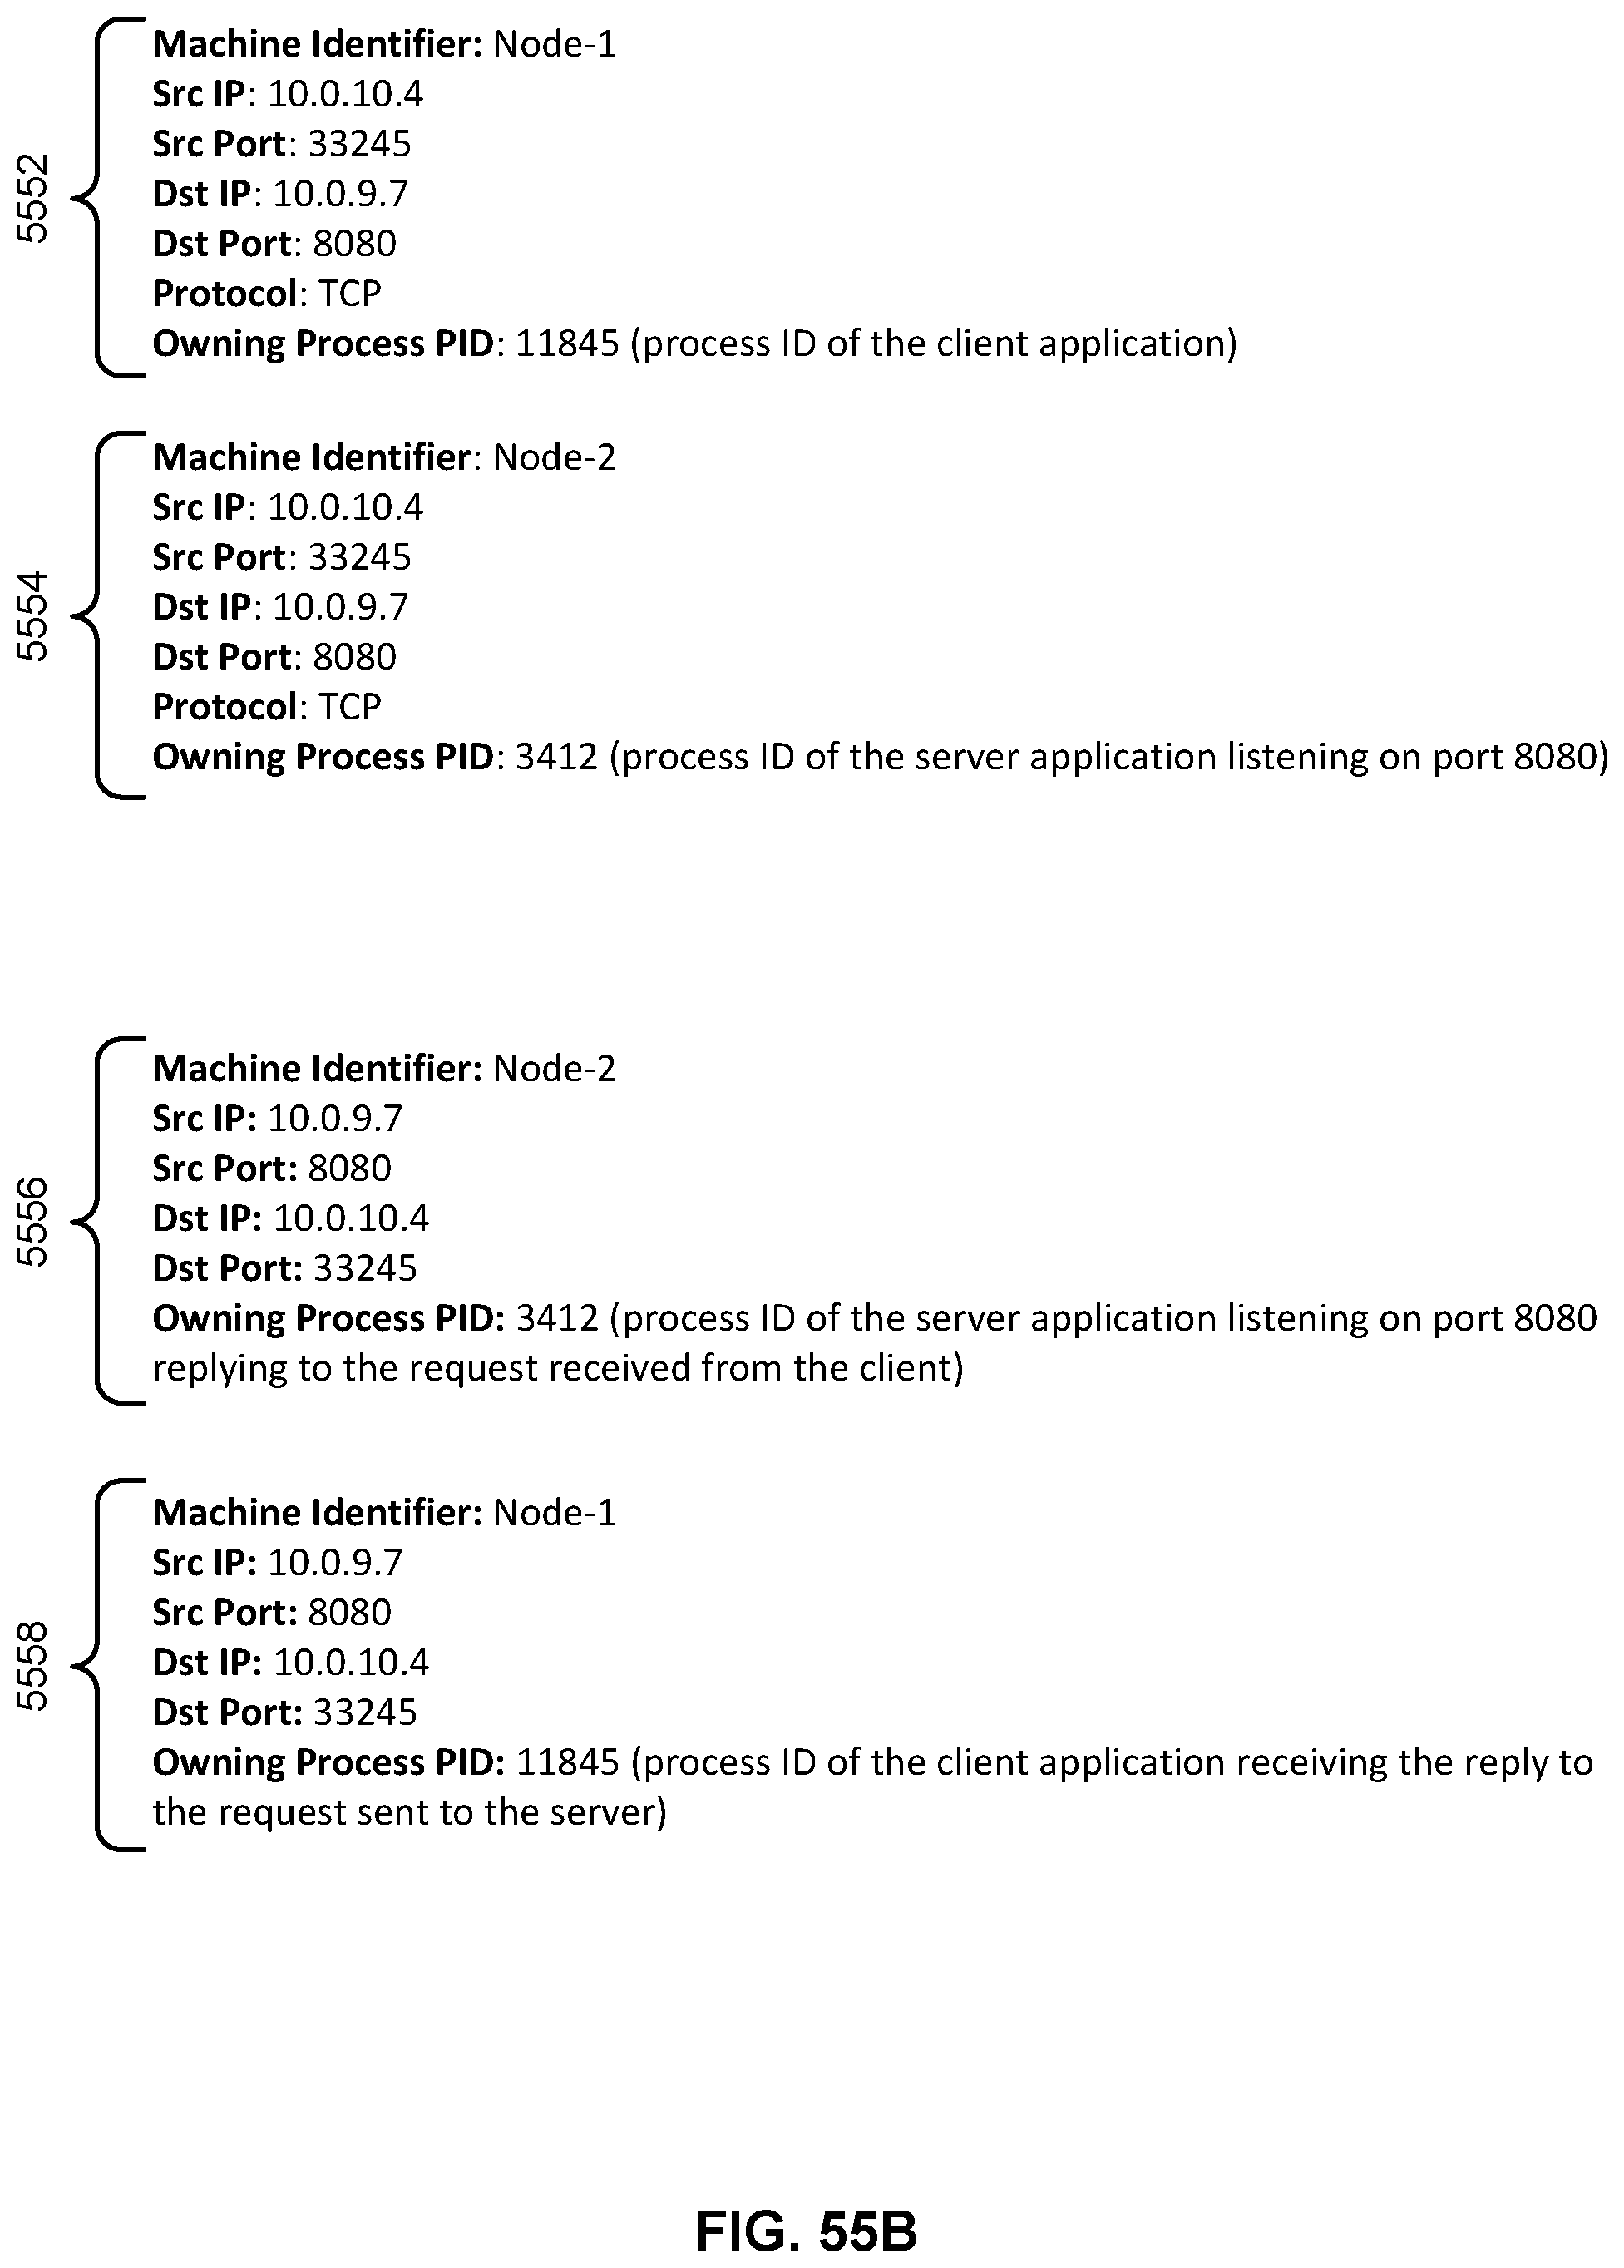 5552
Machine Identifier: Node-1
Src IP: 10.0.10.4
Src Port: 33245
Dst IP: 10.0.9.7
Dst Port: 8080
Protocol: TCP
Owning Process PID: 11845 (process ID of the client application)
5554
Machine Identifier: Node-2
Src IP: 10.0.10.4
Src Port: 33245
Dst IP: 10.0.9.7
Dst Port: 8080
Protocol: TCP
Owning Process PID: 3412 (process ID of the server application listening on port 8080)
5556
Machine Identifier: Node-2
Src IP: 10.0.9.7
Src Port: 8080
Dst IP: 10.0.10.4
Dst Port: 33245
Owning Process PID: 3412 (process ID of the server application listening on port 8080
replying to the request received from the client)
5558
Machine Identifier: Node-1
Src IP: 10.0.9.7
Src Port: 8080
Dst IP: 10.0.10.4
Dst Port: 33245
Owning Process PID: 11845 (process ID of the client application receiving the reply to
the request sent to the server)
FIG. 55B